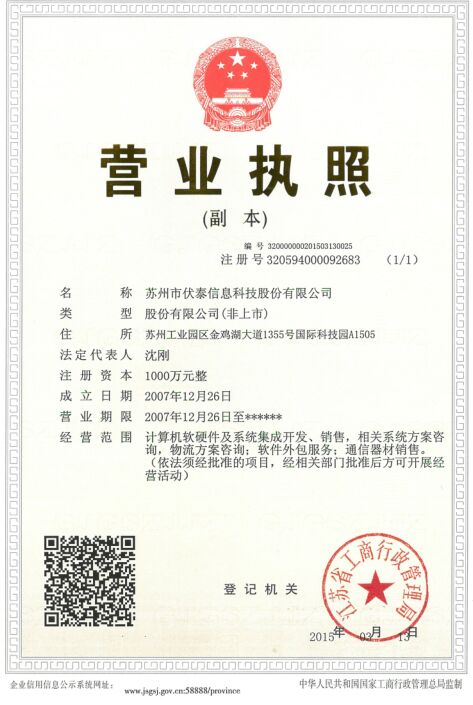 营业执照
(副 本)
编 号 320000000201503130025
注 册 号 320594000092683 (1/1)
名 称 苏州市伏泰信息科技股份有限公司
类 型 股份有限公司(非上市)
住 所 苏州工业园区金鸡湖大道1355号国际科技园A1505
法定代表人 沈刚
注 册 资 本 1000万元整
成 立 日 期 2007年12月26日
营 业 期 限 2007年12月26日至******
经 营 范 围 计算机软硬件及系统集成开发、销售，相关系统方案咨
询，物流方案咨询；软件外包服务；通信器材销售。
（依法须经批准的项目，经相关部门批准后方可开展经
营活动）
登 记 机 关
江苏省工商行政管理局
2015年 03月 13日
企业信用信息公示系统网址： www.jsgsj.gov.cn:58888/province
中华人民共和国国家工商行政管理总局监制